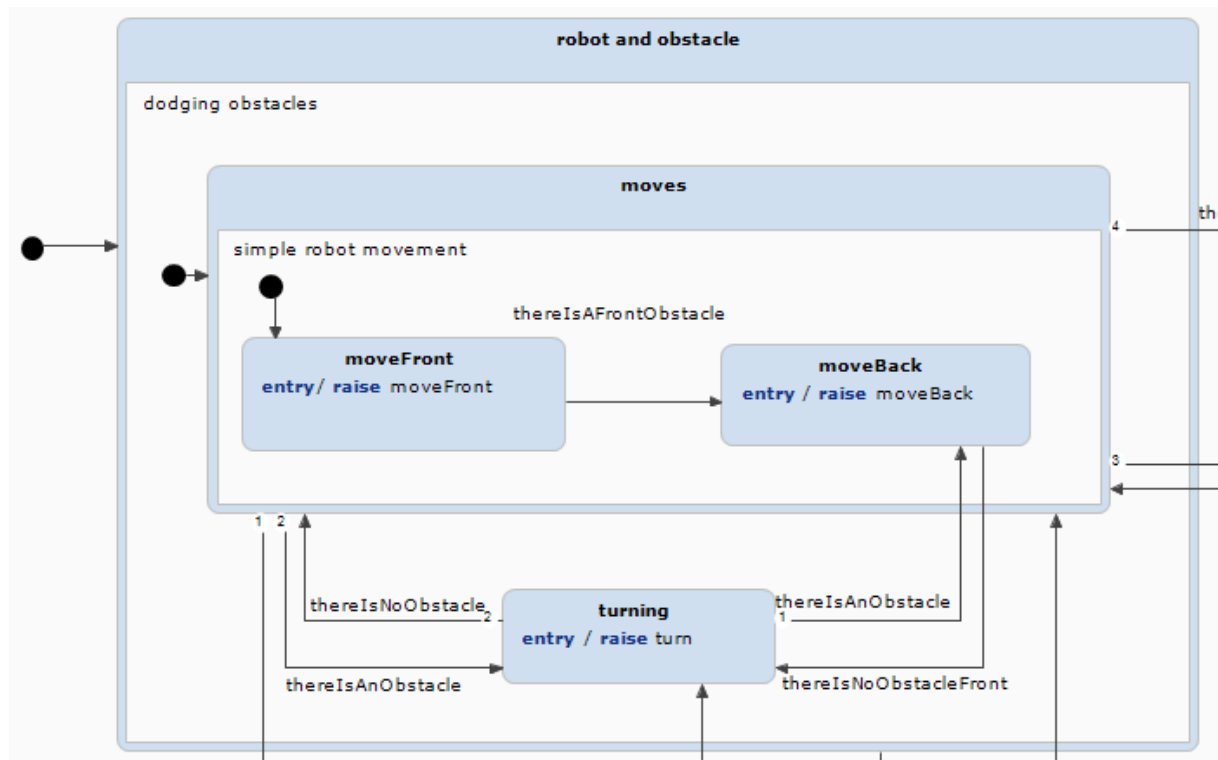 robot and obstacle
dodging obstacles
moves
4
th
simple robot movement
thereIsAFrontObstacle
moveFront
entry/ raise moveFront
moveBack
entry / raise moveBack
3
1 2
thereIsNoObstacle
2
turning
entry / raise turn
thereIsAnObstacle
1
thereIsAnObstacle
thereIsNoObstacleFront